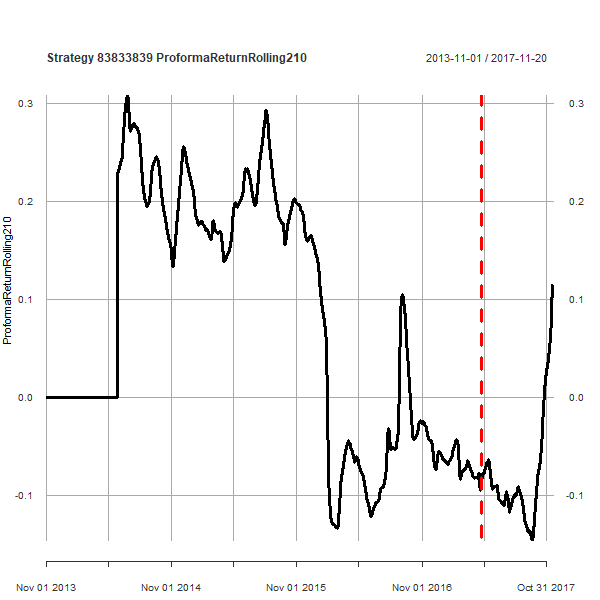 Strategy 83833839 ProformaReturnRolling210
2013-11-01 / 2017-11-20
0.3
0.3
0.2
0.2
0.1
0.1
0.0
0.0
-0.1
-0.1
ProformaReturnRolling210
Nov 01 2013
Nov 01 2014
Nov 01 2015
Nov 01 2016
Oct 31 2017